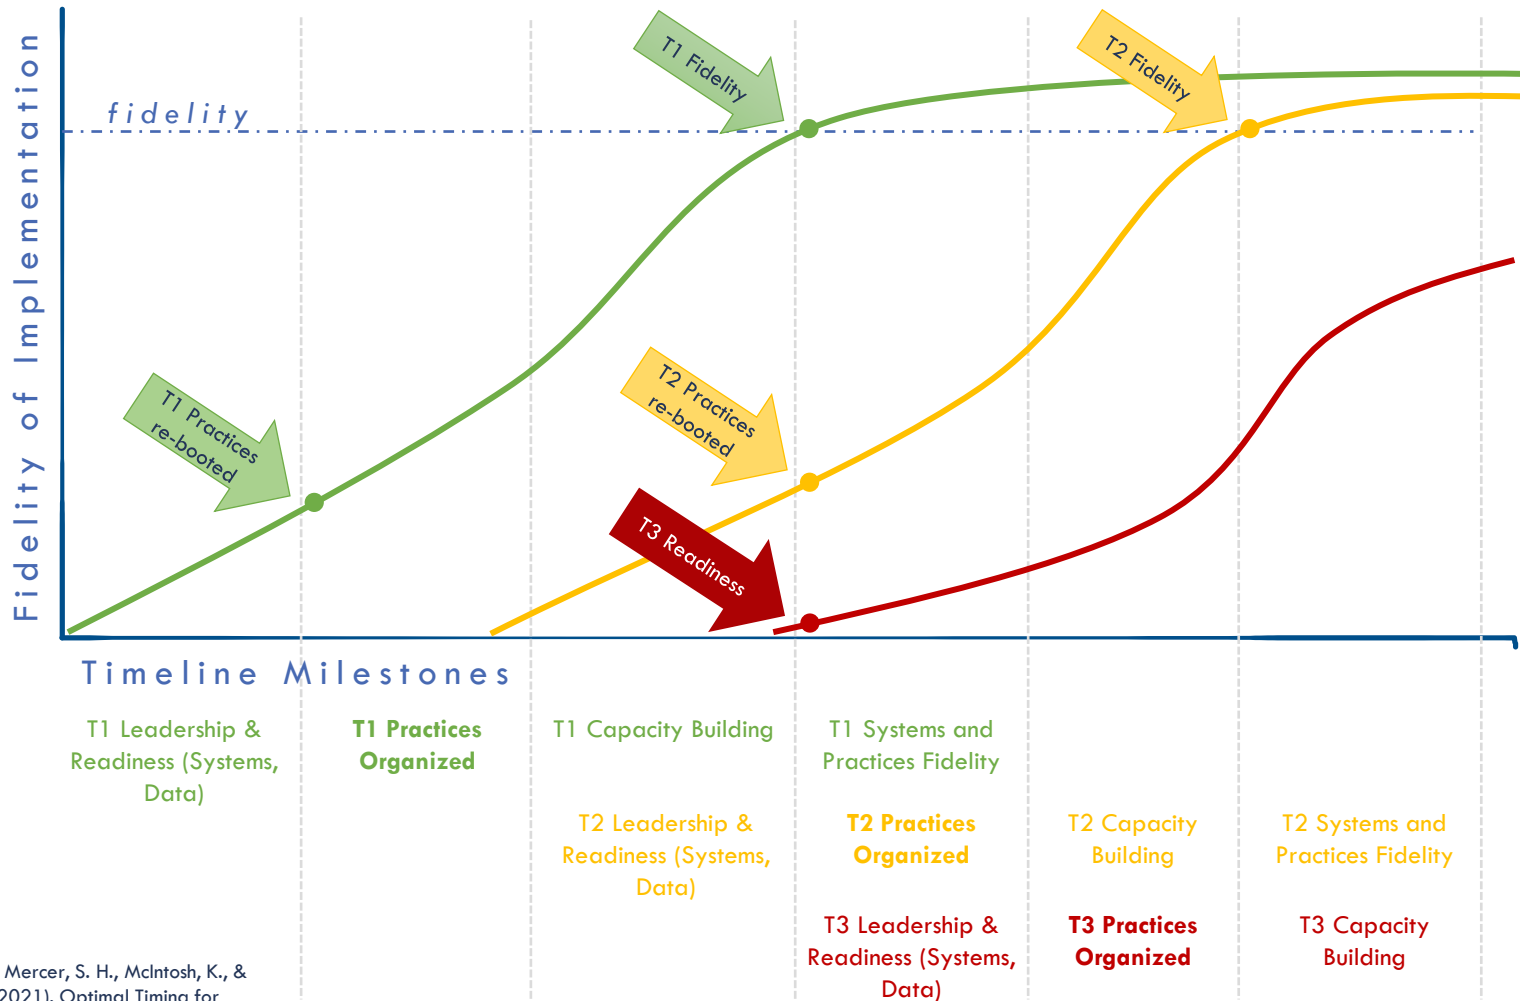 Fidelity of Implementation
fidelity
T1 Fidelity
T2 Fidelity
T1 Practices
re-booted
T2 Practices
re-booted
T3 Readiness
Timeline Milestones
T1 Leadership &
Readiness (Systems,
Data)
T1 Practices
Organized
T1 Capacity Building
T1 Systems and
Practices Fidelity
T2 Leadership &
Readiness (Systems,
Data)
T2 Practices
Organized
T2 Capacity
Building
T2 Systems and
Practices Fidelity
T3 Leadership &
Readiness (Systems,
Data)
T3 Practices
Organized
T3 Capacity
Building
Mercer, S. H., McIntosh, K., &
2021). Optimal Timing for